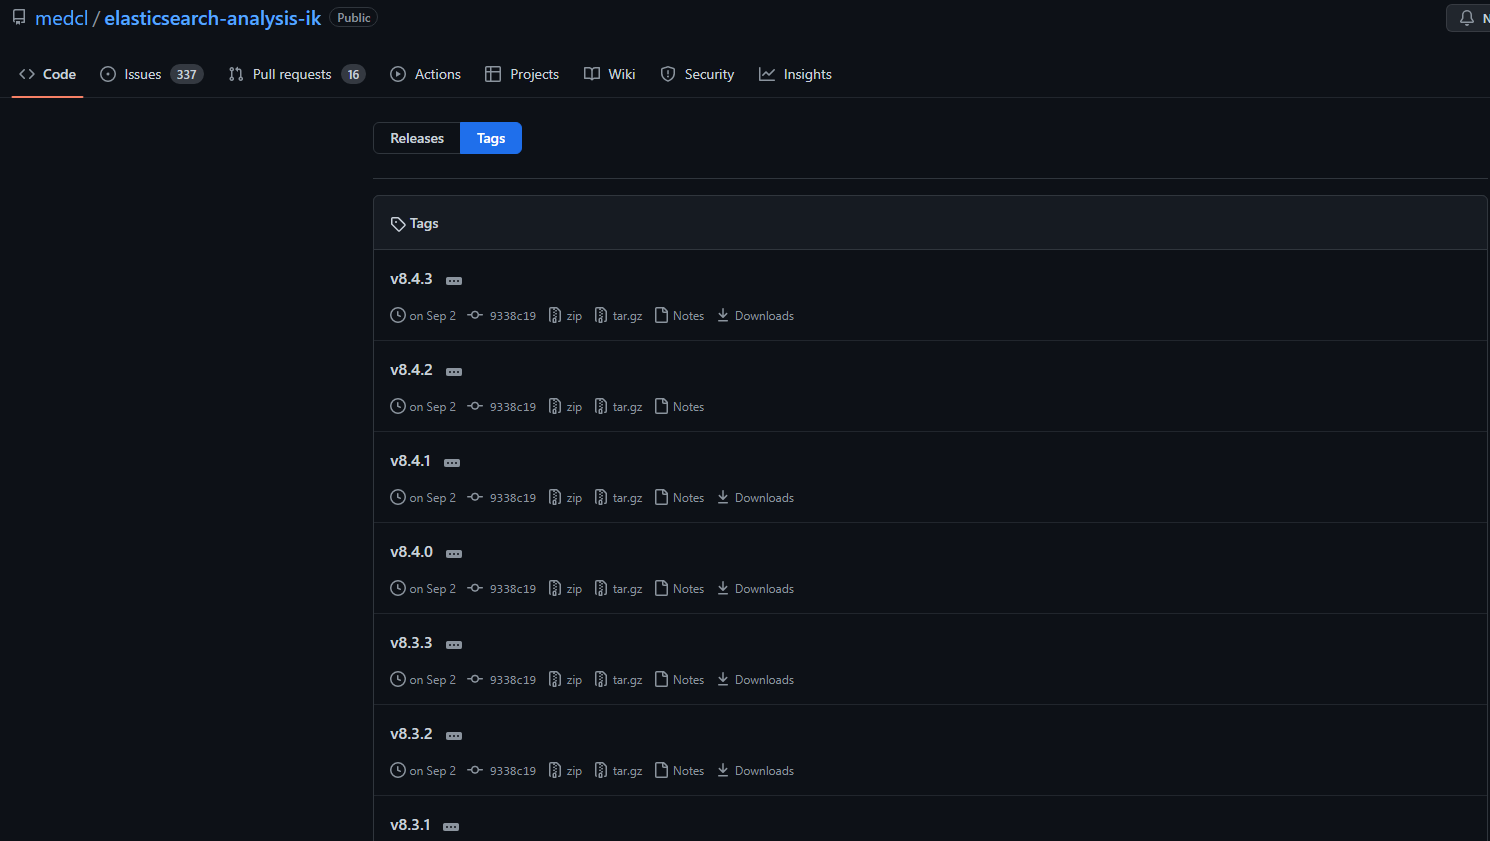 medcl / elasticsearch-analysis-ik Public
N
Code Issues 337 Pull requests 16 Actions Projects Wiki Security Insights
Releases Tags
Tags
v8.4.3
on Sep 2 9338c19 zip tar.gz Notes Downloads
v8.4.2
on Sep 2 9338c19 zip tar.gz Notes
v8.4.1
on Sep 2 9338c19 zip tar.gz Notes Downloads
v8.4.0
on Sep 2 9338c19 zip tar.gz Notes Downloads
v8.3.3
on Sep 2 9338c19 zip tar.gz Notes Downloads
v8.3.2
on Sep 2 9338c19 zip tar.gz Notes Downloads
v8.3.1